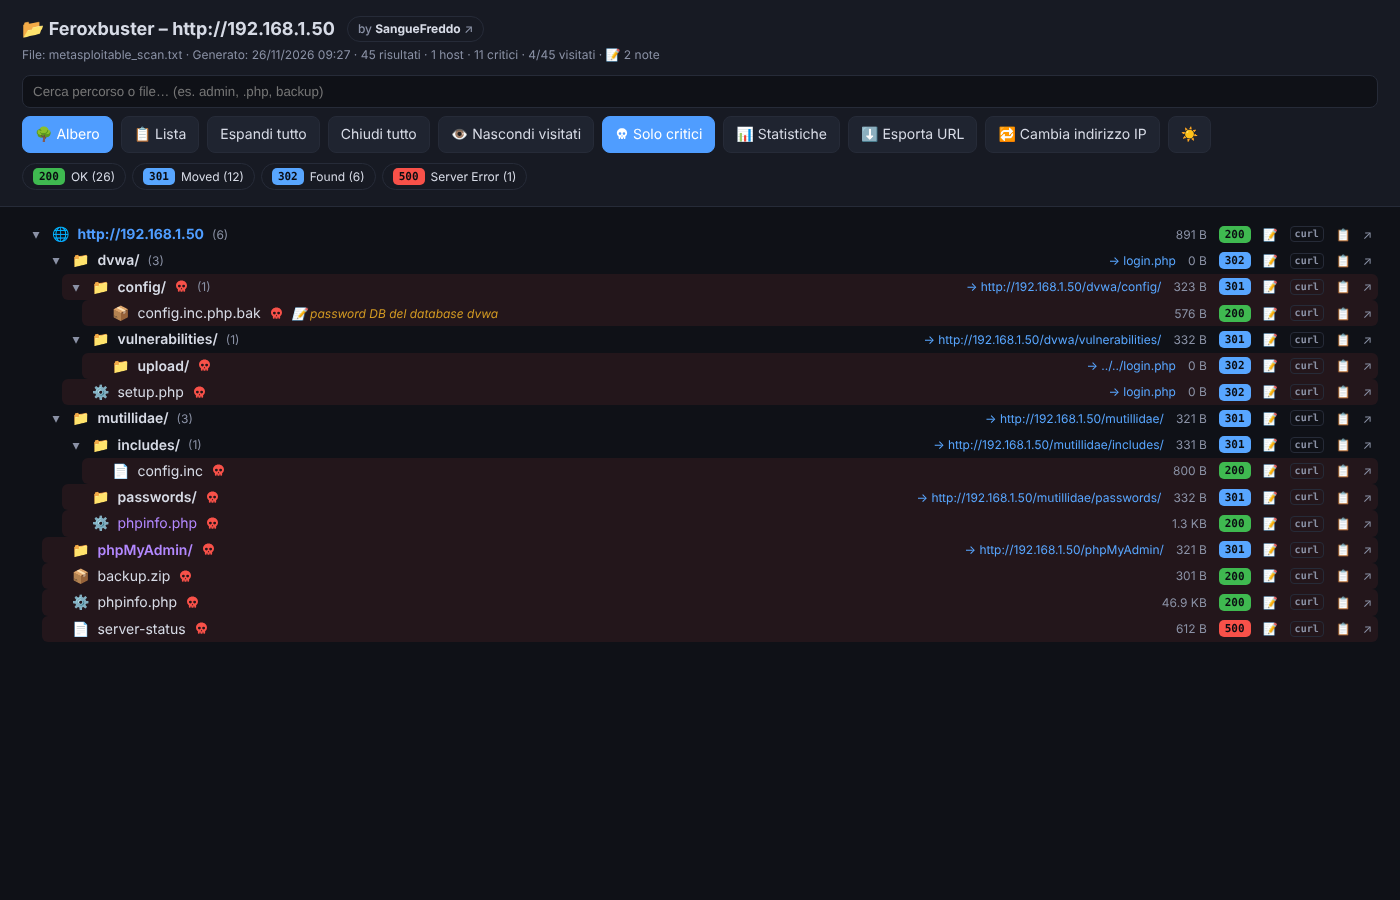 Feroxbuster – http://192.168.1.50 by SangueFreddo ↗
File: metasploitable_scan.txt · Generato: 26/11/2026 09:27 · 45 risultati · 1 host · 11 critici · 4/45 visitati · 2 note
Cerca percorso o file… (es. admin, .php, backup)
Albero Lista Espandi tutto Chiudi tutto Nascondi visitati Solo critici Statistiche Esporta URL Cambia indirizzo IP
200 OK (26) 301 Moved (12) 302 Found (6) 500 Server Error (1)
▼ http://192.168.1.50 (6) 891 B 200 curl ↗
▼ dvwa/ (3) → login.php 0 B 302 curl ↗
▼ config/ (1) → http://192.168.1.50/dvwa/config/ 323 B 301 curl ↗
config.inc.php.bak password DB del database dvwa 576 B 200 curl ↗
▼ vulnerabilities/ (1) → http://192.168.1.50/dvwa/vulnerabilities/ 332 B 301 curl ↗
upload/ → ../../login.php 0 B 302 curl ↗
setup.php → login.php 0 B 302 curl ↗
▼ mutillidae/ (3) → http://192.168.1.50/mutillidae/ 321 B 301 curl ↗
▼ includes/ (1) → http://192.168.1.50/mutillidae/includes/ 331 B 301 curl ↗
config.inc 800 B 200 curl ↗
passwords/ → http://192.168.1.50/mutillidae/passwords/ 332 B 301 curl ↗
phpinfo.php 1.3 KB 200 curl ↗
phpMyAdmin/ → http://192.168.1.50/phpMyAdmin/ 321 B 301 curl ↗
backup.zip 301 B 200 curl ↗
phpinfo.php 46.9 KB 200 curl ↗
server-status 612 B 500 curl ↗